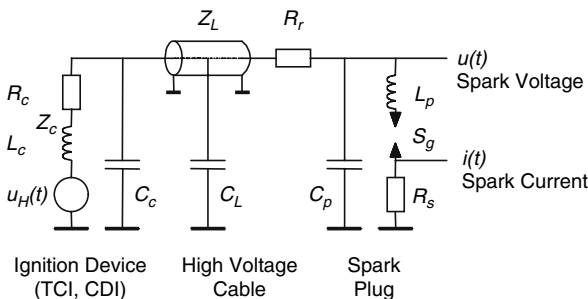 Z_L
R_r
u(t)
Spark Voltage
R_c
Z_c
L_c
u_H(t)
C_c
C_L
C_p
L_p
S_g
i(t)
Spark Current
R_s
Ignition Device
(TCI, CDI)
High Voltage
Cable
Spark
Plug